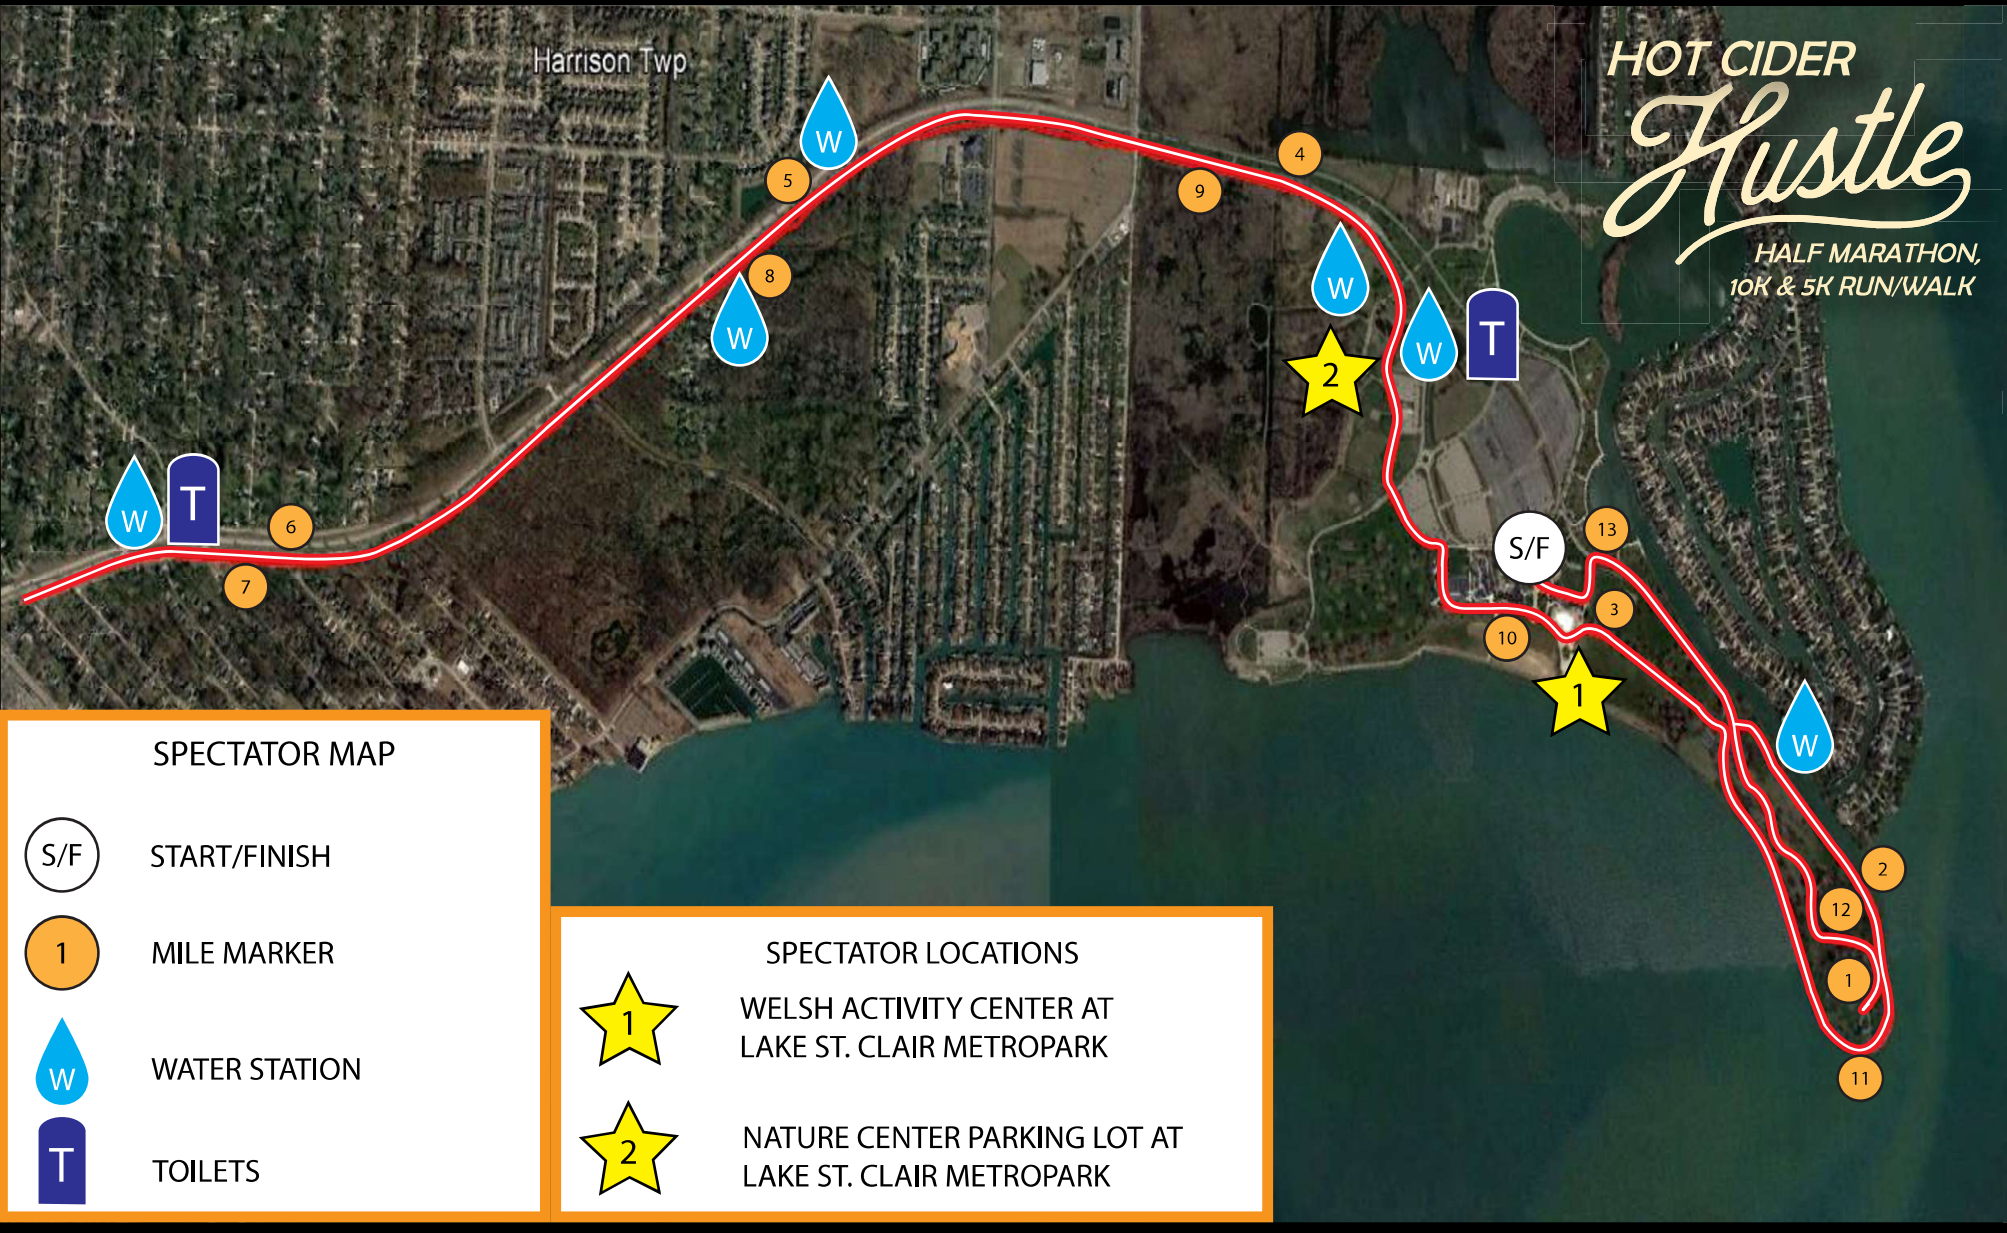 Harrison Twp
HOT CIDER
Hustle
HALF MARATHON,
10K & 5K RUN/WALK
W
5
4
9
W
8
W
W
T
2
W
T
6
7
S/F
13
3
10
1
W
2
12
1
11
SPECTATOR MAP
S/F START/FINISH
1 MILE MARKER
W WATER STATION
T TOILETS
SPECTATOR LOCATIONS
1 WELSH ACTIVITY CENTER AT
LAKE ST. CLAIR METROPARK
2 NATURE CENTER PARKING LOT AT
LAKE ST. CLAIR METROPARK